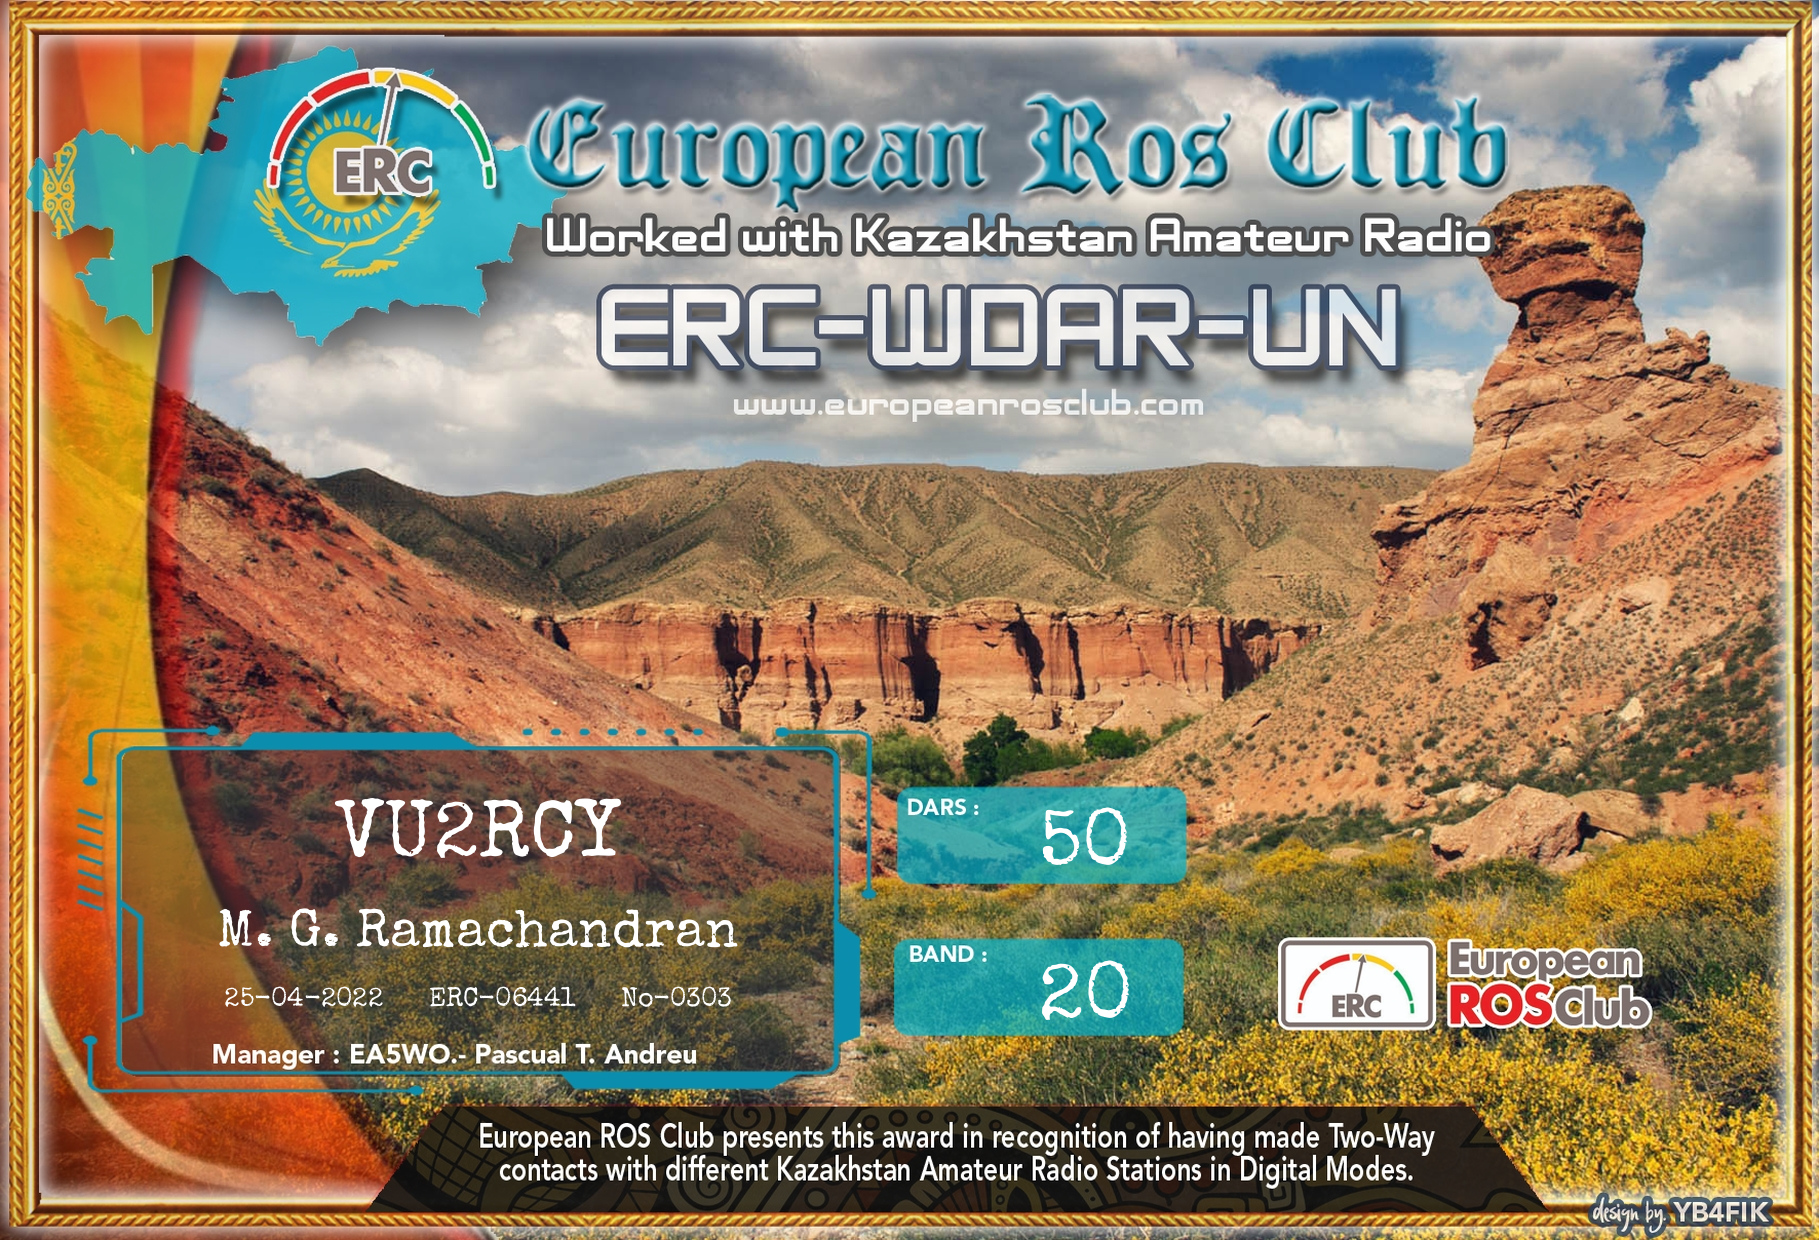 ERC
European Ros Club
Worked with Kazakhstan Amateur Radio
ERC-WDAR-UN
www.europeanrosclub.com
VU2RCY
M. G. Ramachandran
25-04-2022 ERC-06441 No-0303
Manager : EA5WO.- Pascual T. Andreu
DARS :
50
BAND :
20
ERC
European
ROSClub
European ROS Club presents this award in recognition of having made Two-Way
contacts with different Kazakhstan Amateur Radio Stations in Digital Modes.
design by. YB4FIK